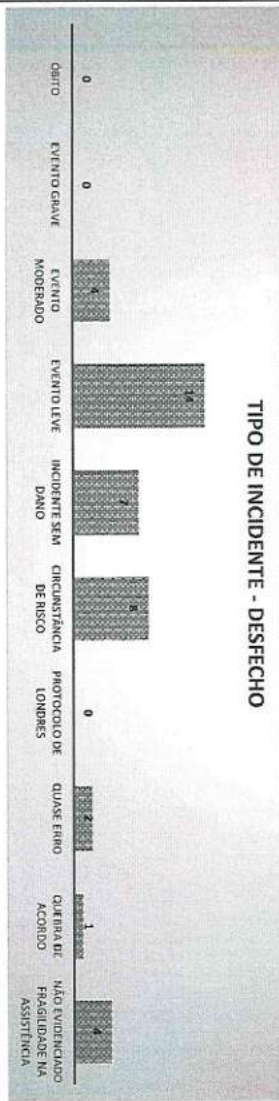 TIPO DE INCIDENTE - DESFECHO
0
0
4
14
7
8
0
2
1
4
ÓBITO
EVENTO GRAVE
EVENTO
MODERADO
EVENTO LEVE
INCIDENTE SEM
DANO
CIRCUNSTÂNCIA
DE RISCO
PROTOCOLO DE
LONDRES
QUASE ERRO
QUEBRA DE
ACORDO
NÃO EVIDENCIADO
FRAGILIDADE NA
ASSISTÊNCIA